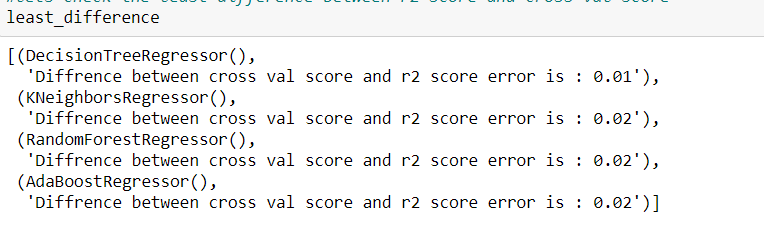 #lets check the least difference between r2 score and cross val score
least_difference
[(DecisionTreeRegressor(),
'Diffrence between cross val score and r2 score error is : 0.01'),
(KNeighborsRegressor(),
'Diffrence between cross val score and r2 score error is : 0.02'),
(RandomForestRegressor(),
'Diffrence between cross val score and r2 score error is : 0.02'),
(AdaBoostRegressor(),
'Diffrence between cross val score and r2 score error is : 0.02')]